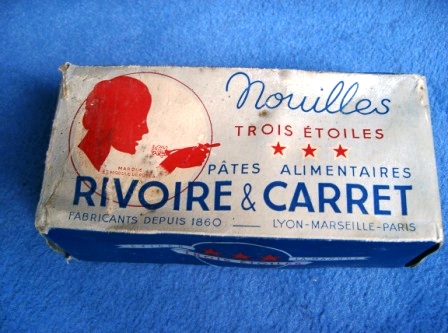 Nouilles
TROIS ÉTOILES
PÂTES ALIMENTAIRES
RIVOIRE & CARRET
FABRICANTS DEPUIS 1860 — LYON-MARSEILLE-PARIS